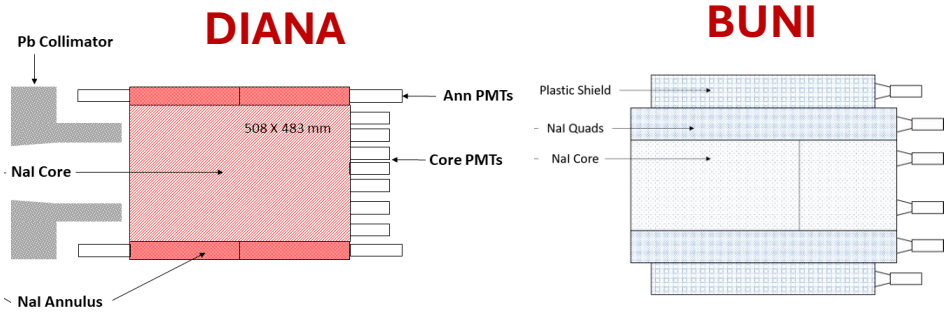 DIANA
Pb Collimator
Ann PMTs
508 X 483 mm
Core PMTs
NaI Core
NaI Annulus
BUNI
Plastic Shield
NaI Quads
NaI Core